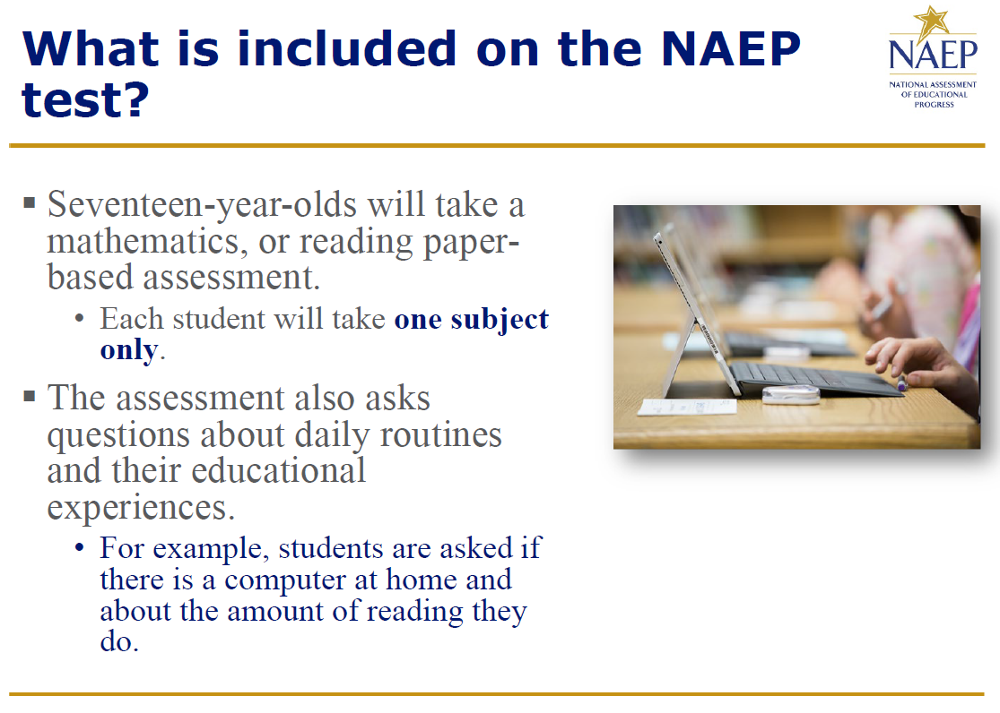 What is included on the NAEP
test?
NAEP
NATIONAL ASSESSMENT
OF EDUCATIONAL
PROGRESS
▪ Seventeen-year-olds will take a
mathematics, or reading paper-
based assessment.
• Each student will take one subject
only.
▪ The assessment also asks
questions about daily routines
and their educational
experiences.
• For example, students are asked if
there is a computer at home and
about the amount of reading they
do.